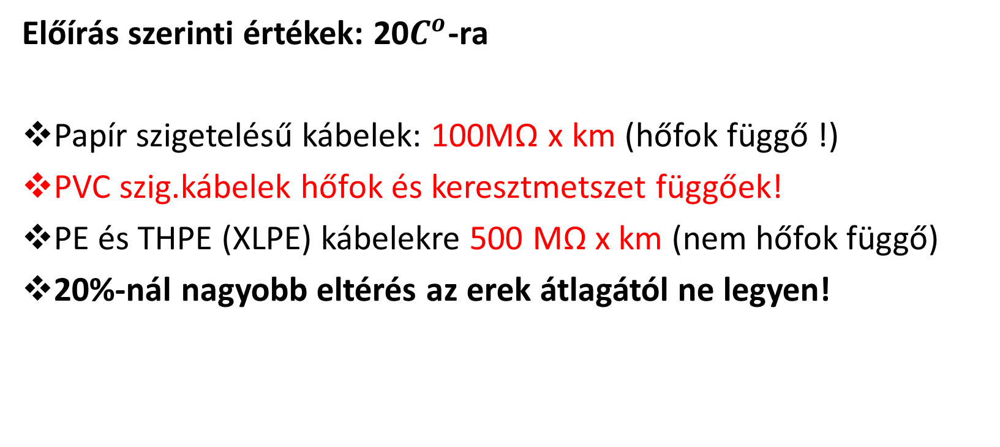 Előírás szerinti értékek: 20𝑪ᵒ-ra
❖Papír szigetelésű kábelek: 100MΩ x km (hőfok függő !)
❖PVC szig.kábelek hőfok és keresztmetszet függőek!
❖PE és THPE (XLPE) kábelekre 500 MΩ x km (nem hőfok függő)
❖20%-nál nagyobb eltérés az erek átlagától ne legyen!